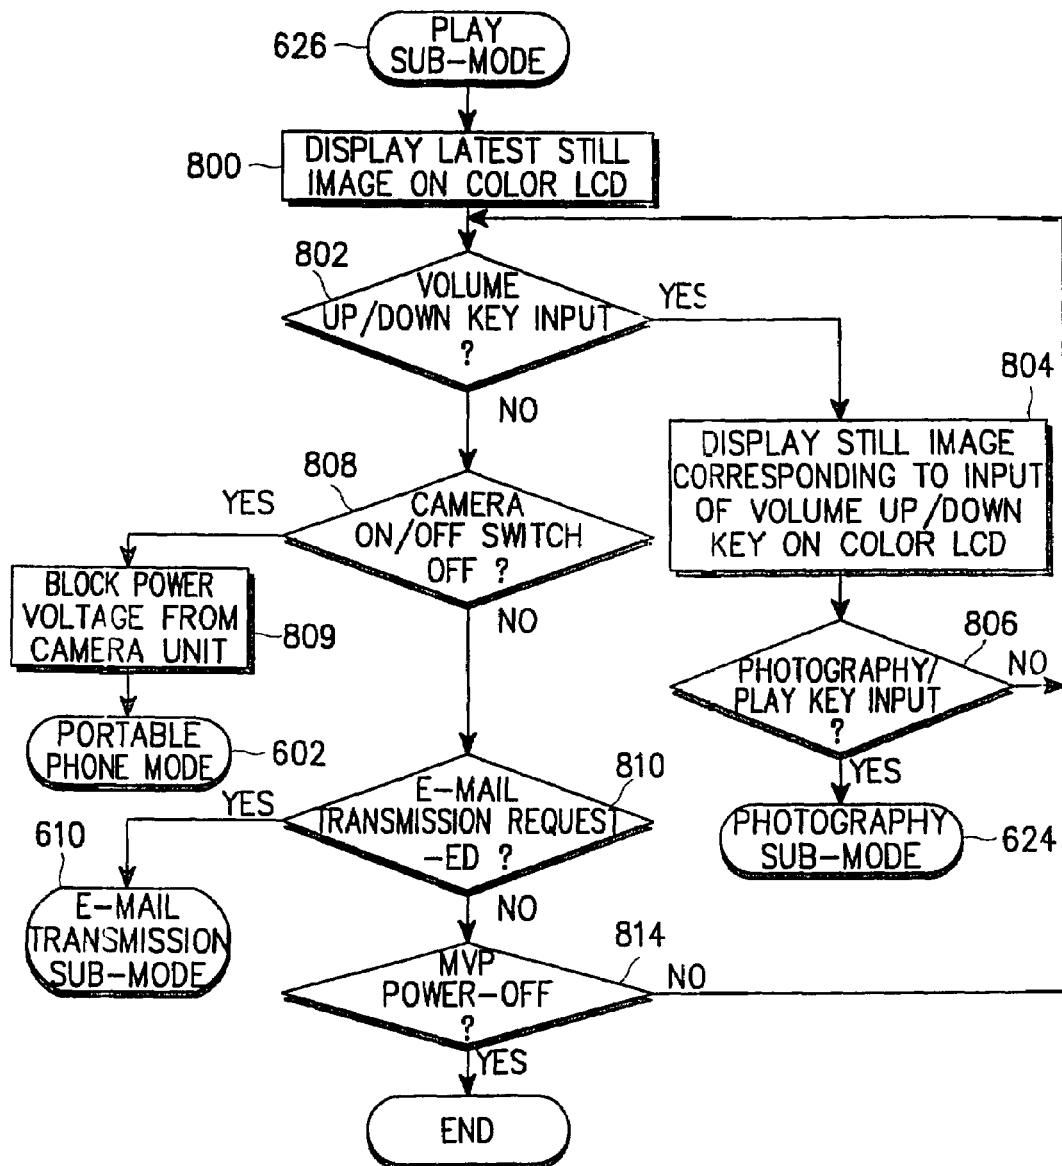 PLAY
SUB-MODE
626
DISPLAY LATEST STILL
IMAGE ON COLOR LCD
800
802
VOLUME
UP/DOWN KEY INPUT
?
YES
NO
804
DISPLAY STILL IMAGE
CORRESPONDING TO INPUT
OF VOLUME UP/DOWN
KEY ON COLOR LCD
808
YES
CAMERA
ON/OFF SWITCH
OFF ?
NO
BLOCK POWER
VOLTAGE FROM
CAMERA UNIT
809
806
PHOTOGRAPHY/
PLAY KEY INPUT
?
NO
YES
PORTABLE
PHONE MODE
602
PHOTOGRAPHY
SUB-MODE
624
810
YES
E-MAIL
TRANSMISSION REQUEST
-ED ?
NO
610
E-MAIL
TRANSMISSION
SUB-MODE
814
MVP
POWER-OFF
?
NO
YES
END